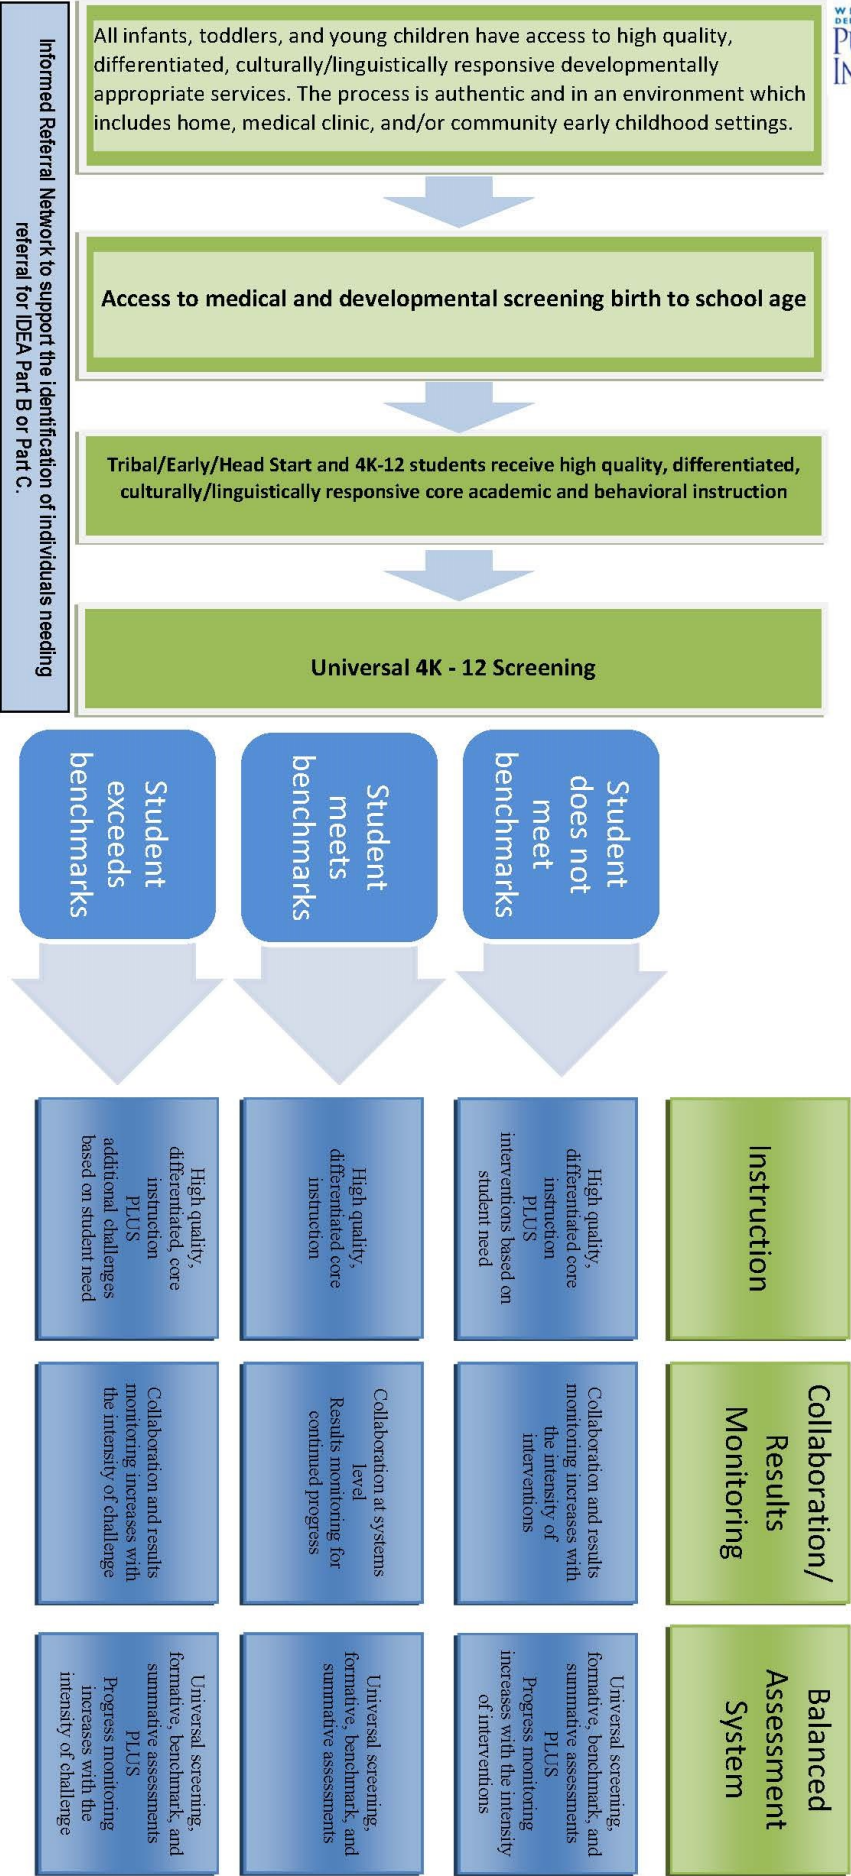 All infants, toddlers, and young children have access to high quality,
differentiated, culturally/linguistically responsive developmentally
appropriate services. The process is authentic and in an environment which
includes home, medical clinic, and/or community early childhood settings.
Access to medical and developmental screening birth to school age
Tribal/Early/Head Start and 4K-12 students receive high quality, differentiated,
culturally/linguistically responsive core academic and behavioral instruction
Universal 4K - 12 Screening
Informed Referral Network to support the identification of individuals needing
referral for IDEA Part B or Part C.
Student
does not
meet
benchmarks
Student
meets
benchmarks
Student
exceeds
benchmarks
Instruction
Collaboration/
Results
Monitoring
Balanced
Assessment
System
High quality,
differentiated core
instruction
PLUS
interventions based on
student need
Collaboration and results
monitoring increases with
the intensity of
interventions
Universal screening,
formative, benchmark, and
summative assessments
PLUS
Progress monitoring
increases with the intensity
of interventions
High quality,
differentiated core
instruction
Collaboration at systems
level
Results monitoring for
continued progress
Universal screening,
formative, benchmark, and
summative assessments
High quality,
differentiated, core
instruction
PLUS
additional challenges
based on student need
Collaboration and results
monitoring increases with
the intensity of challenge
Universal screening,
formative, benchmark, and
summative assessments
PLUS
Progress monitoring
increases with the
intensity of challenge